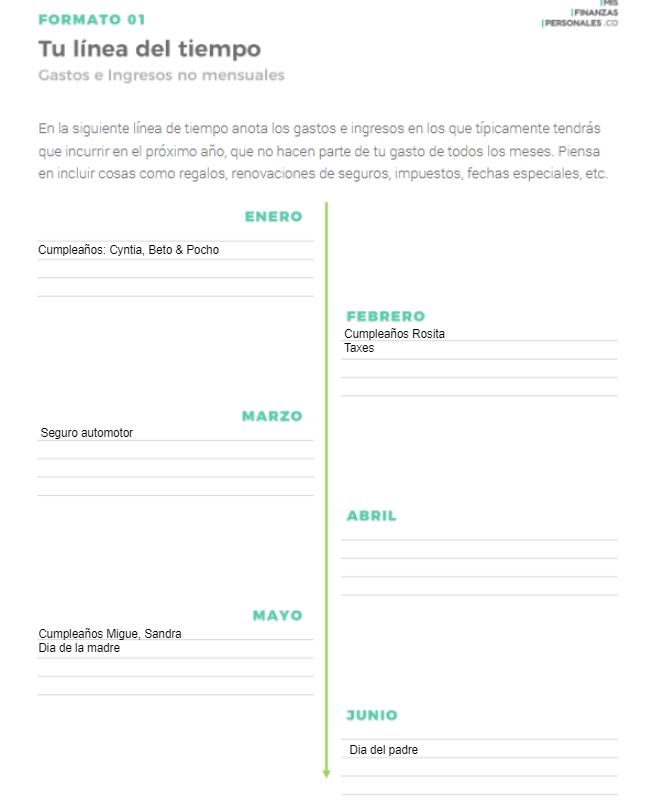 FORMATO 01
MIS
FINANZAS
PERSONALES.CO
Tu línea del tiempo
Gastos e Ingresos no mensuales
En la siguiente línea de tiempo anota los gastos e ingresos en los que típicamente tendrás
que incurrir en el próximo año, que no hacen parte de tu gasto de todos los meses. Piensa
en incluir cosas como regalos, renovaciones de seguros, impuestos, fechas especiales, etc.
ENERO
Cumpleaños: Cyntia, Beto & Pocho
FEBRERO
Cumpleaños Rosita
Taxes
MARZO
Seguro automotor
ABRIL
MAYO
Cumpleaños Migue, Sandra
Dia de la madre
JUNIO
Dia del padre